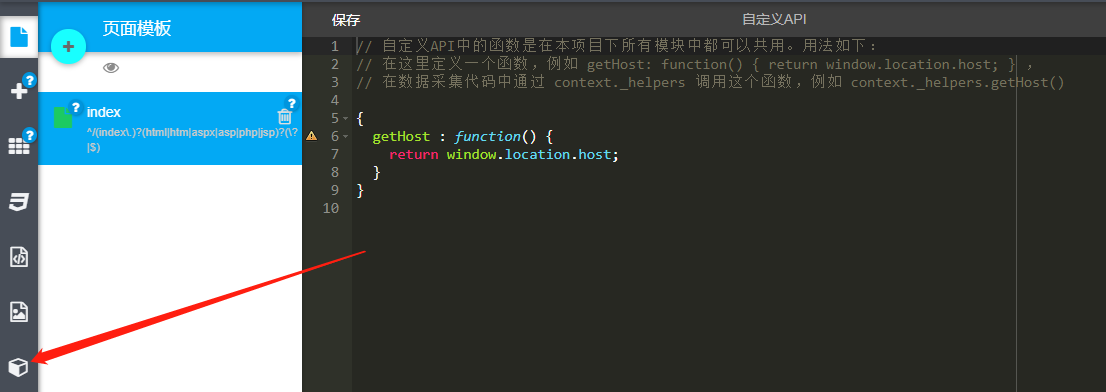 页面模板
保存
自定义API
+
?
?
?
?
index
^/(index\.)?(html|htm|aspx|asp|php|jsp)?(\?
|$)
1 // 自定义API中的函数是在本项目下所有模块中都可以共用。用法如下：
2 // 在这里定义一个函数，例如 getHost: function() { return window.location.host; } ，
3 // 在数据采集代码中通过 context._helpers 调用这个函数，例如 context._helpers.getHost()
4
5 {
6 getHost : function() {
7 return window.location.host;
8 }
9 }
10